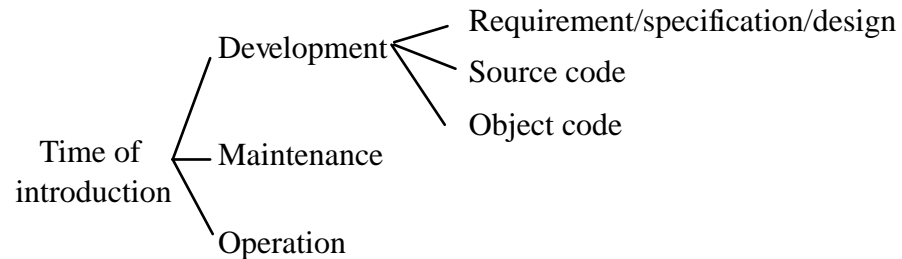 Requirement/specification/design
Development
Source code
Object code
Time of
introduction
Maintenance
Operation